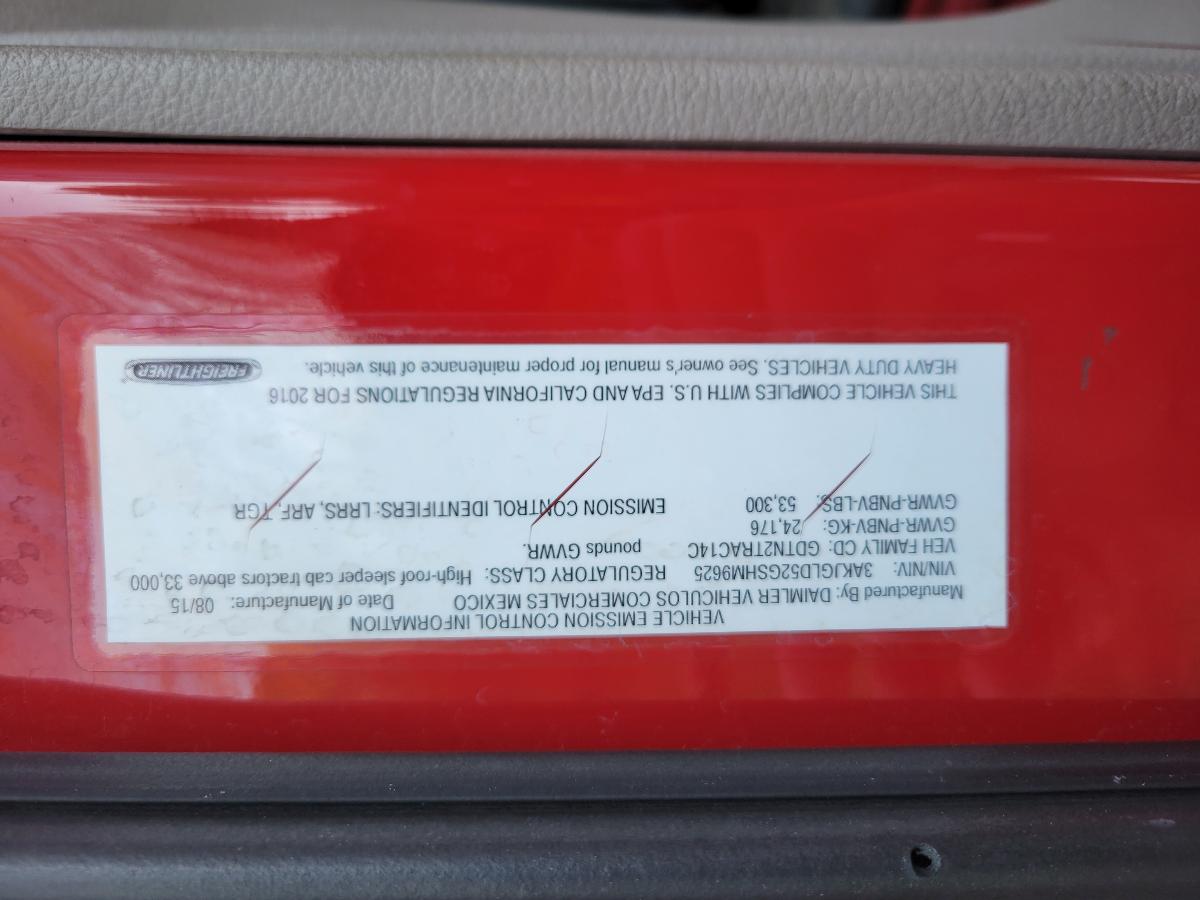 VEHICLE EMISSION CONTROL INFORMATION
Manufactured By: DAIMLER VEHICULOS COMERCIALES MEXICO Date of Manufacture: 08/15
VIN/NIV: 3AKJGLD52GSHM9625 REGULATORY CLASS: High-roof sleeper cab tractors above 33,000
VEH FAMILY CD: GDTN2TRAC14C pounds GVWR.
GVWR-PNBV-KG: 24,176
GVWR-PNBV-LBS: 53,300 EMISSION CONTROL IDENTIFIERS: LRRS, ARF, TGR
THIS VEHICLE COMPLIES WITH U.S. EPA AND CALIFORNIA REGULATIONS FOR 2016
HEAVY DUTY VEHICLES. See owner's manual for proper maintenance of this vehicle.
FREIGHTLINER